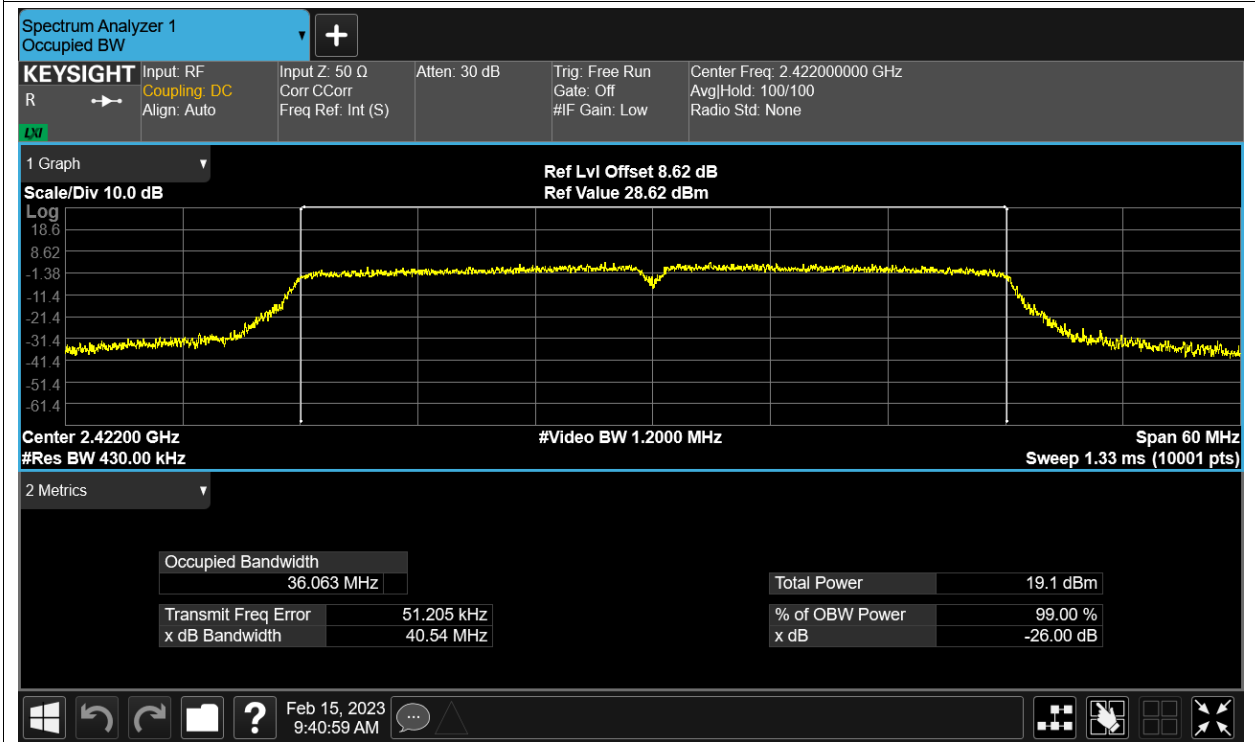 Spectrum Analyzer 1
Occupied BW
KEYSIGHT
R
LXI
Input: RF
Coupling: DC
Align: Auto
Input Z: 50 Ω
Corr CCorr
Freq Ref: Int (S)
Atten: 30 dB
Trig: Free Run
Gate: Off
#IF Gain: Low
Center Freq: 2.422000000 GHz
Avg|Hold: 100/100
Radio Std: None
1 Graph
Scale/Div 10.0 dB
Ref Lvl Offset 8.62 dB
Ref Value 28.62 dBm
Log
18.6
8.62
-1.38
-11.4
-21.4
-31.4
-41.4
-51.4
-61.4
Center 2.42200 GHz
#Video BW 1.2000 MHz
Span 60 MHz
#Res BW 430.00 kHz
Sweep 1.33 ms (10001 pts)
2 Metrics
Occupied Bandwidth
36.063 MHz
Total Power 19.1 dBm
Transmit Freq Error 51.205 kHz
% of OBW Power 99.00 %
x dB Bandwidth 40.54 MHz
x dB -26.00 dB
Feb 15, 2023
9:40:59 AM